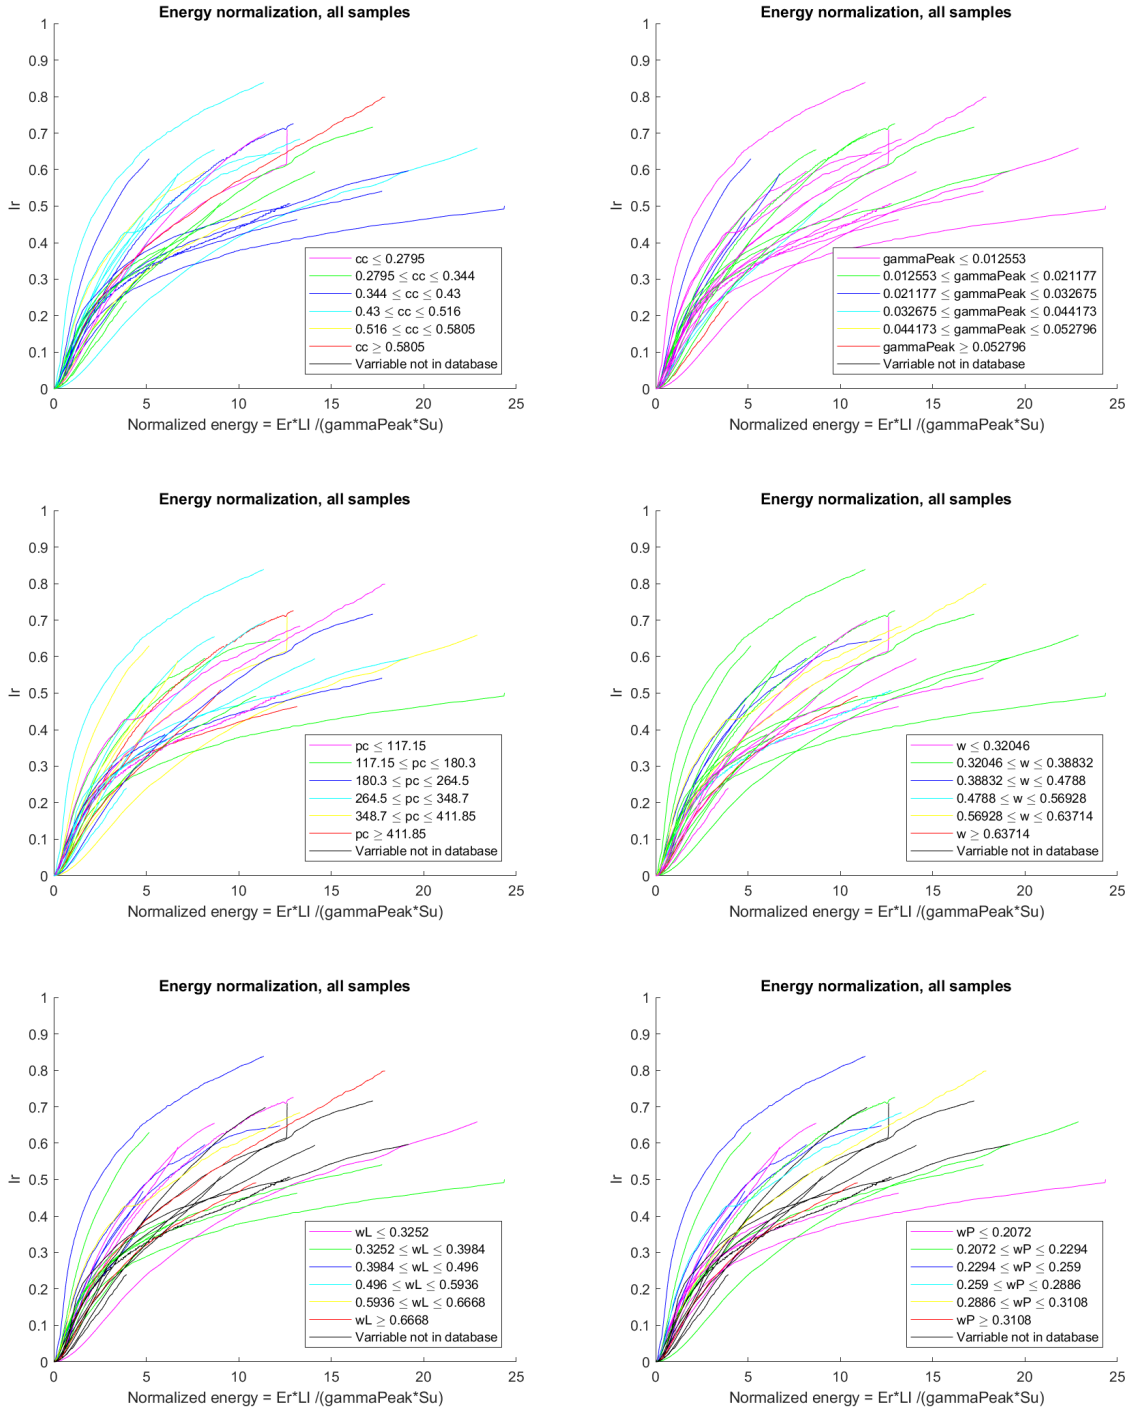 Energy normalization, all samples
1
0.9
0.8
0.7
0.6
0.5
0.4
0.3
0.2
0.1
0
Ir
cc ≤ 0.2795
0.2795 ≤ cc ≤ 0.344
0.344 ≤ cc ≤ 0.43
0.43 ≤ cc ≤ 0.516
0.516 ≤ cc ≤ 0.5805
cc ≥ 0.5805
Varriable not in database
0 5 10 15 20 25
Normalized energy = Er*LI /(gammaPeak*Su)
Energy normalization, all samples
1
0.9
0.8
0.7
0.6
0.5
0.4
0.3
0.2
0.1
0
Ir
gammaPeak ≤ 0.012553
0.012553 ≤ gammaPeak ≤ 0.021177
0.021177 ≤ gammaPeak ≤ 0.032675
0.032675 ≤ gammaPeak ≤ 0.044173
0.044173 ≤ gammaPeak ≤ 0.052796
gammaPeak ≥ 0.052796
Varriable not in database
0 5 10 15 20 25
Normalized energy = Er*LI /(gammaPeak*Su)
Energy normalization, all samples
1
0.9
0.8
0.7
0.6
0.5
0.4
0.3
0.2
0.1
0
Ir
pc ≤ 117.15
117.15 ≤ pc ≤ 180.3
180.3 ≤ pc ≤ 264.5
264.5 ≤ pc ≤ 348.7
348.7 ≤ pc ≤ 411.85
pc ≥ 411.85
Varriable not in database
0 5 10 15 20 25
Normalized energy = Er*LI /(gammaPeak*Su)
Energy normalization, all samples
1
0.9
0.8
0.7
0.6
0.5
0.4
0.3
0.2
0.1
0
Ir
w ≤ 0.32046
0.32046 ≤ w ≤ 0.38832
0.38832 ≤ w ≤ 0.4788
0.4788 ≤ w ≤ 0.56928
0.56928 ≤ w ≤ 0.63714
w ≥ 0.63714
Varriable not in database
0 5 10 15 20 25
Normalized energy = Er*LI /(gammaPeak*Su)
Energy normalization, all samples
1
0.9
0.8
0.7
0.6
0.5
0.4
0.3
0.2
0.1
0
Ir
wL ≤ 0.3252
0.3252 ≤ wL ≤ 0.3984
0.3984 ≤ wL ≤ 0.496
0.496 ≤ wL ≤ 0.5936
0.5936 ≤ wL ≤ 0.6668
wL ≥ 0.6668
Varriable not in database
0 5 10 15 20 25
Normalized energy = Er*LI /(gammaPeak*Su)
Energy normalization, all samples
1
0.9
0.8
0.7
0.6
0.5
0.4
0.3
0.2
0.1
0
Ir
wP ≤ 0.2072
0.2072 ≤ wP ≤ 0.2294
0.2294 ≤ wP ≤ 0.259
0.259 ≤ wP ≤ 0.2886
0.2886 ≤ wP ≤ 0.3108
wP ≥ 0.3108
Varriable not in database
0 5 10 15 20 25
Normalized energy = Er*LI /(gammaPeak*Su)